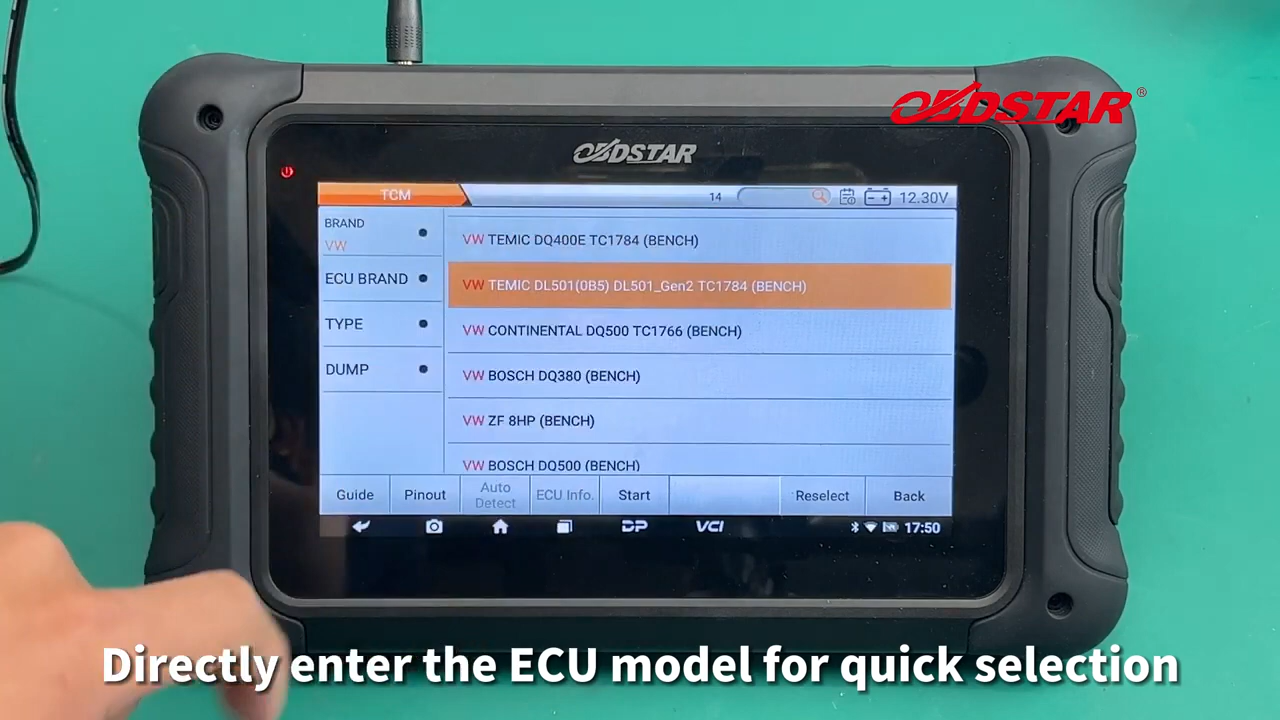 OBDSTAR®
OBDSTAR
TCM
14
12.30V
BRAND
VW
ECU BRAND
TYPE
DUMP
VW TEMIC DQ400E TC1784 (BENCH)
VW TEMIC DL501(0B5) DL501_Gen2 TC1784 (BENCH)
VW CONTINENTAL DQ500 TC1766 (BENCH)
VW BOSCH DQ380 (BENCH)
VW ZF 8HP (BENCH)
VW BOSCH DQ500 (BENCH)
Guide
Pinout
Auto
Detect
ECU Info.
Start
Reselect
Back
DP
VCI
17:50
Directly enter the ECU model for quick selection